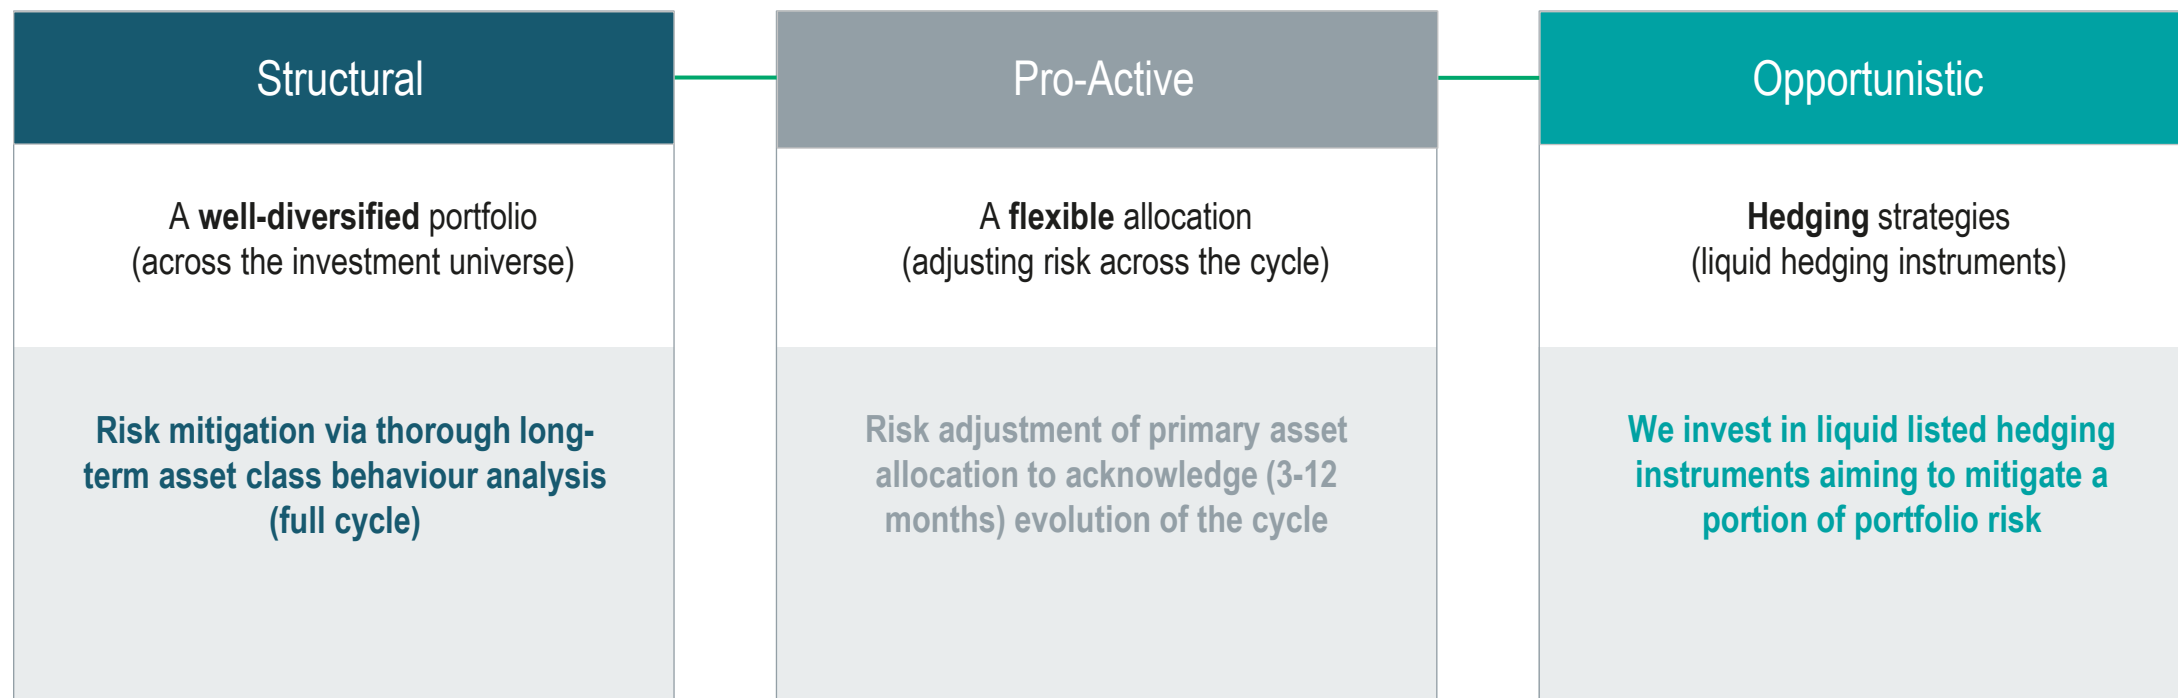 Structural
A well-diversified portfolio
(across the investment universe)
Risk mitigation via thorough long-
term asset class behaviour analysis
(full cycle)
Pro-Active
A flexible allocation
(adjusting risk across the cycle)
Risk adjustment of primary asset
allocation to acknowledge (3-12
months) evolution of the cycle
Opportunistic
Hedging strategies
(liquid hedging instruments)
We invest in liquid listed hedging
instruments aiming to mitigate a
portion of portfolio risk